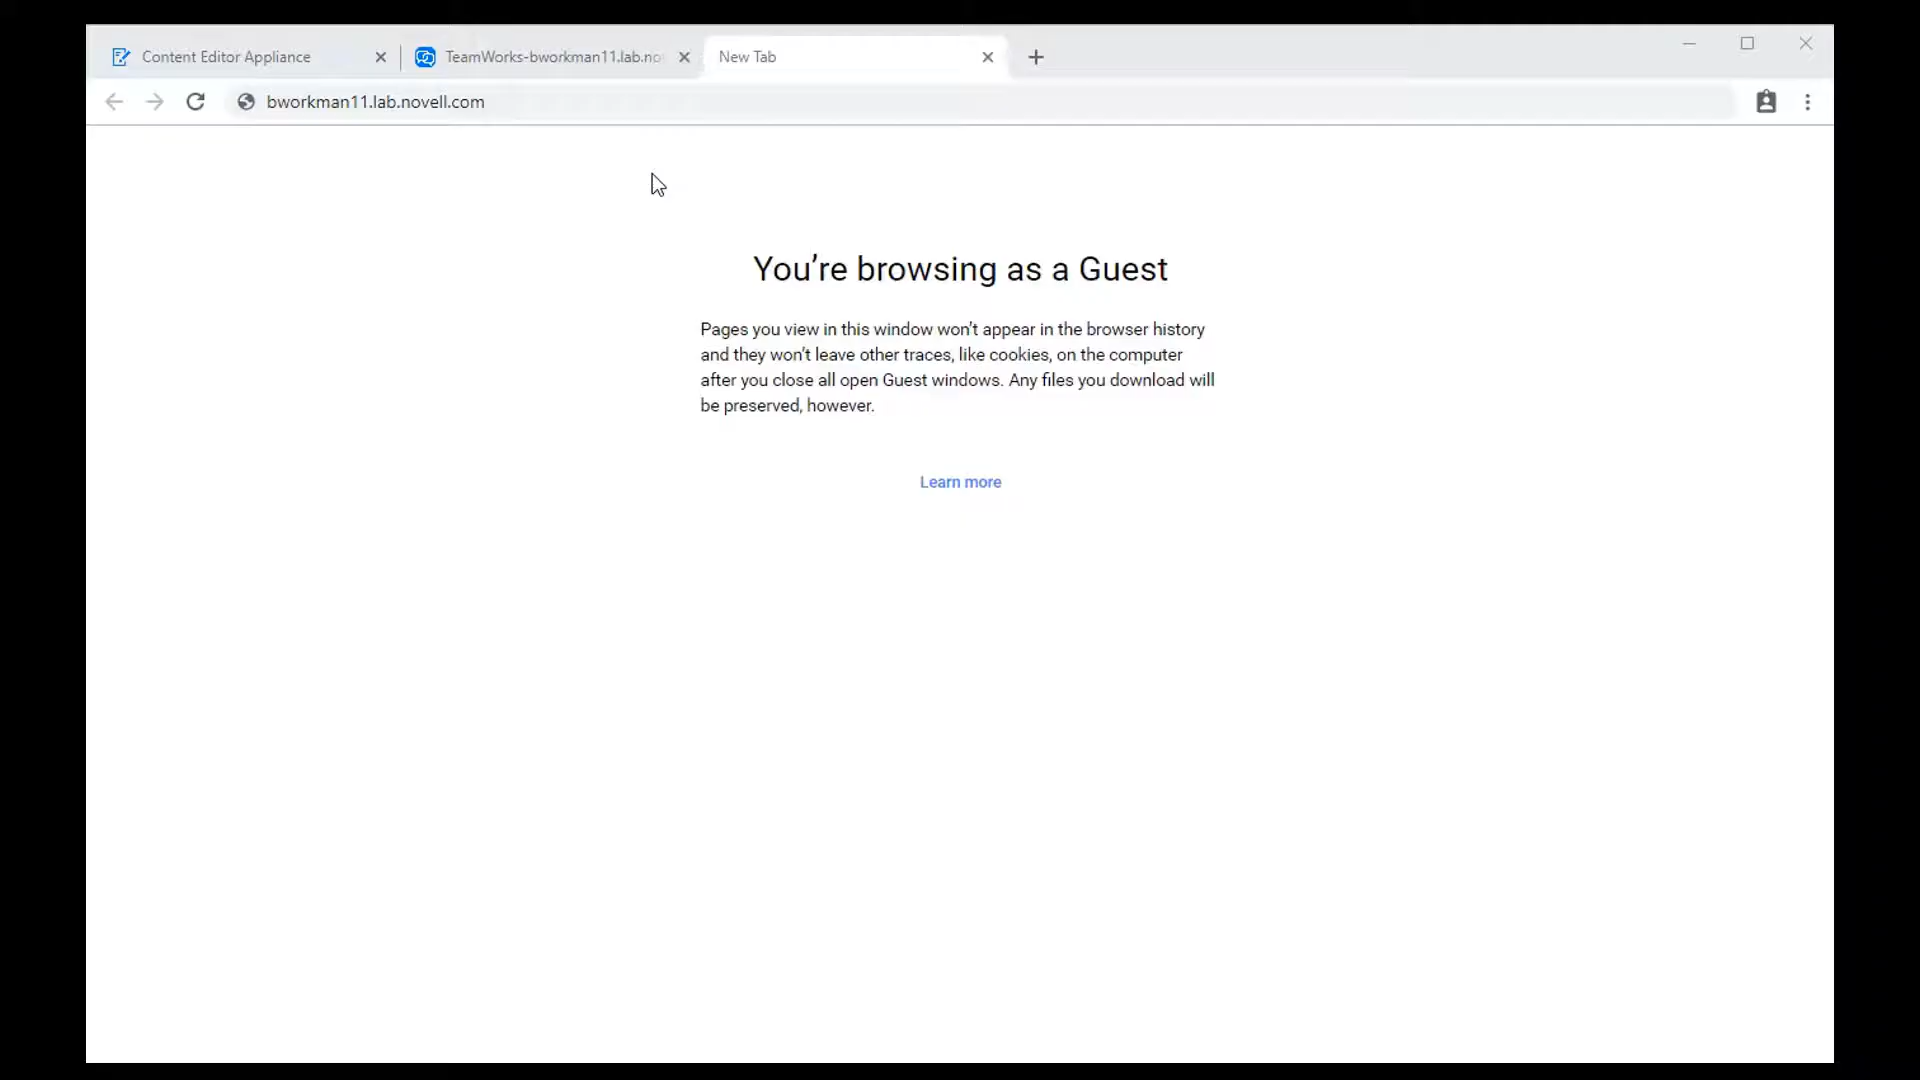 Content Editor Appliance
TeamWorks-bworkman11.lab.no
New Tab
bworkman11.lab.novell.com
You’re browsing as a Guest
Pages you view in this window won’t appear in the browser history
and they won’t leave other traces, like cookies, on the computer
after you close all open Guest windows. Any files you download will
be preserved, however.
Learn more